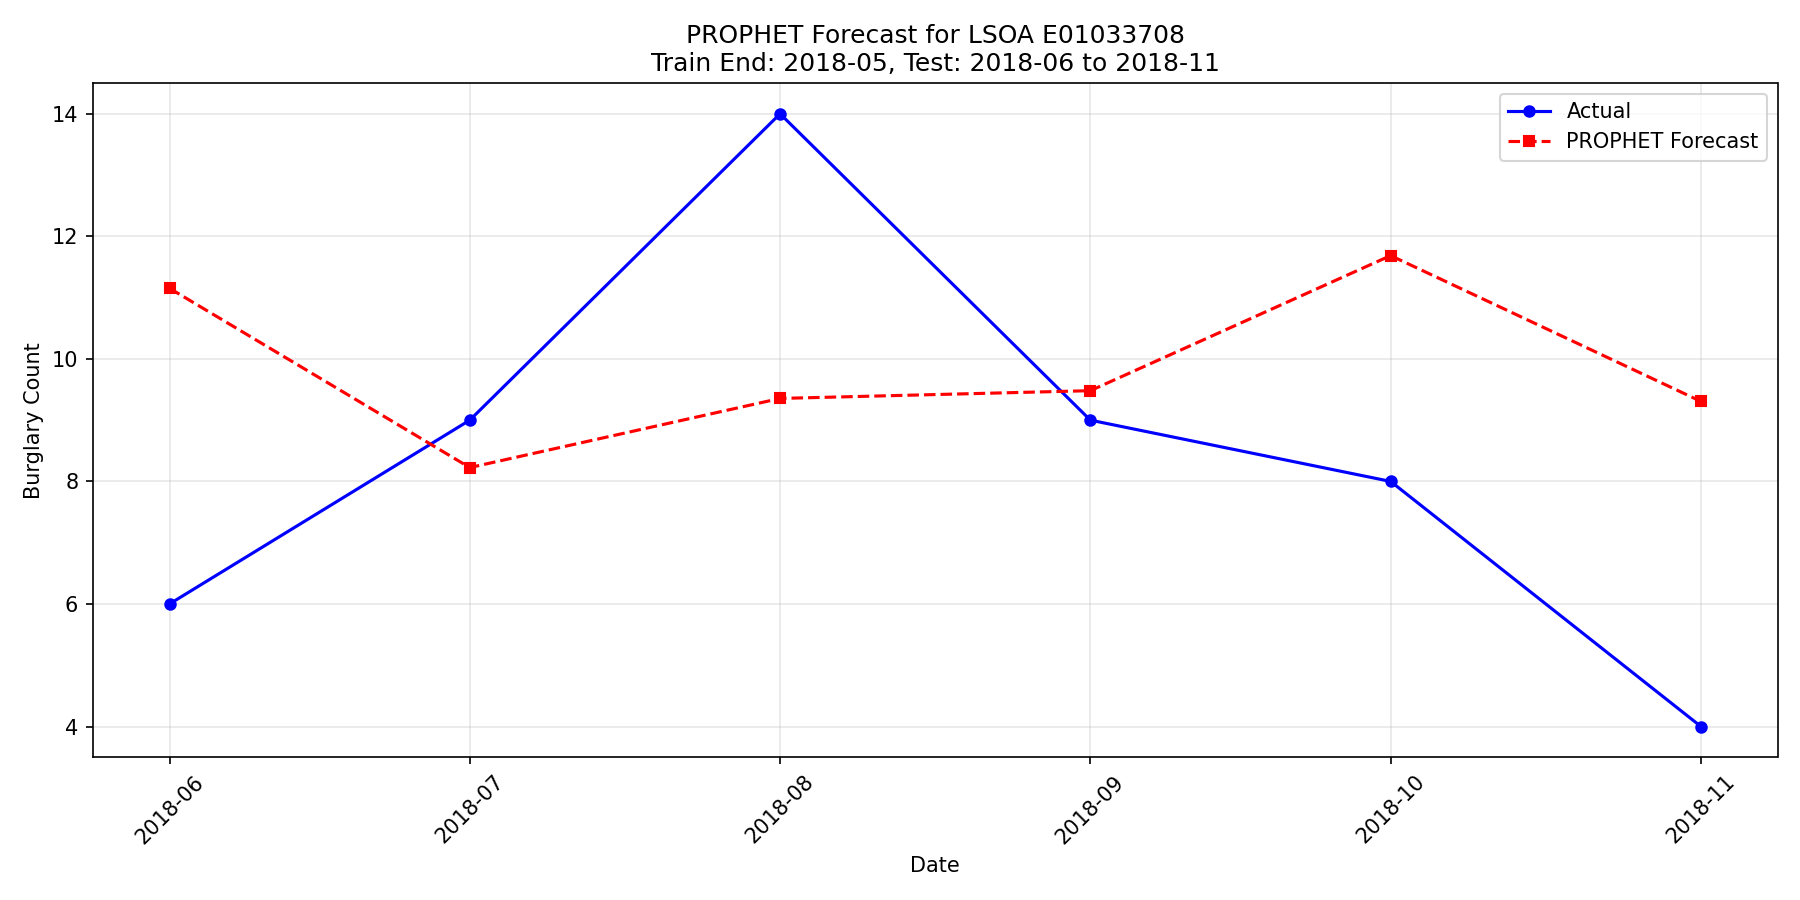 PROPHET Forecast for LSOA E01033708
Train End: 2018-05, Test: 2018-06 to 2018-11
Actual
PROPHET Forecast
Burglary Count
14
12
10
8
6
4
2018-06
2018-07
2018-08
2018-09
2018-10
2018-11
Date